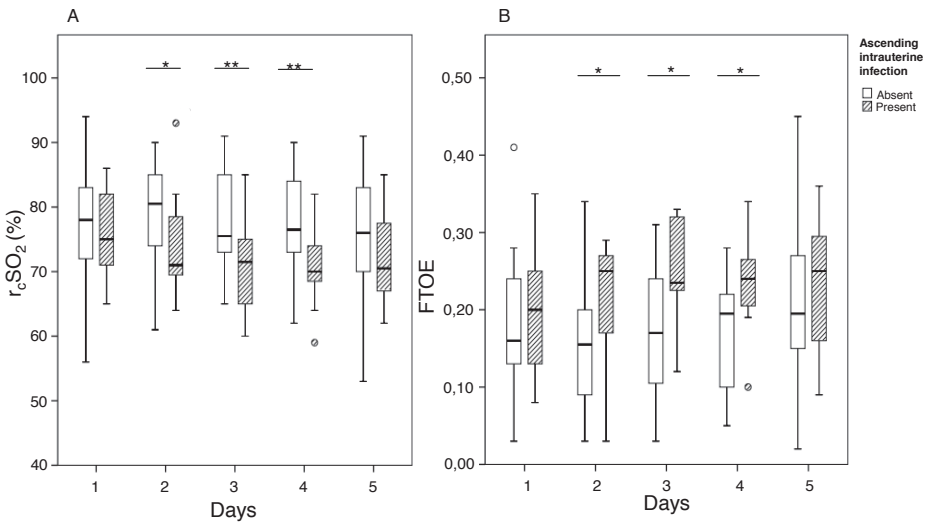 A
100
90
80
70
60
50
40
r_cSO_2 (%)
* ** **
1 2 3 4 5
Days
B
0,50
0,40
0,30
0,20
0,10
0,00
FTOE
* * *
1 2 3 4 5
Days
Ascending
intrauterine
infection
Absent
Present